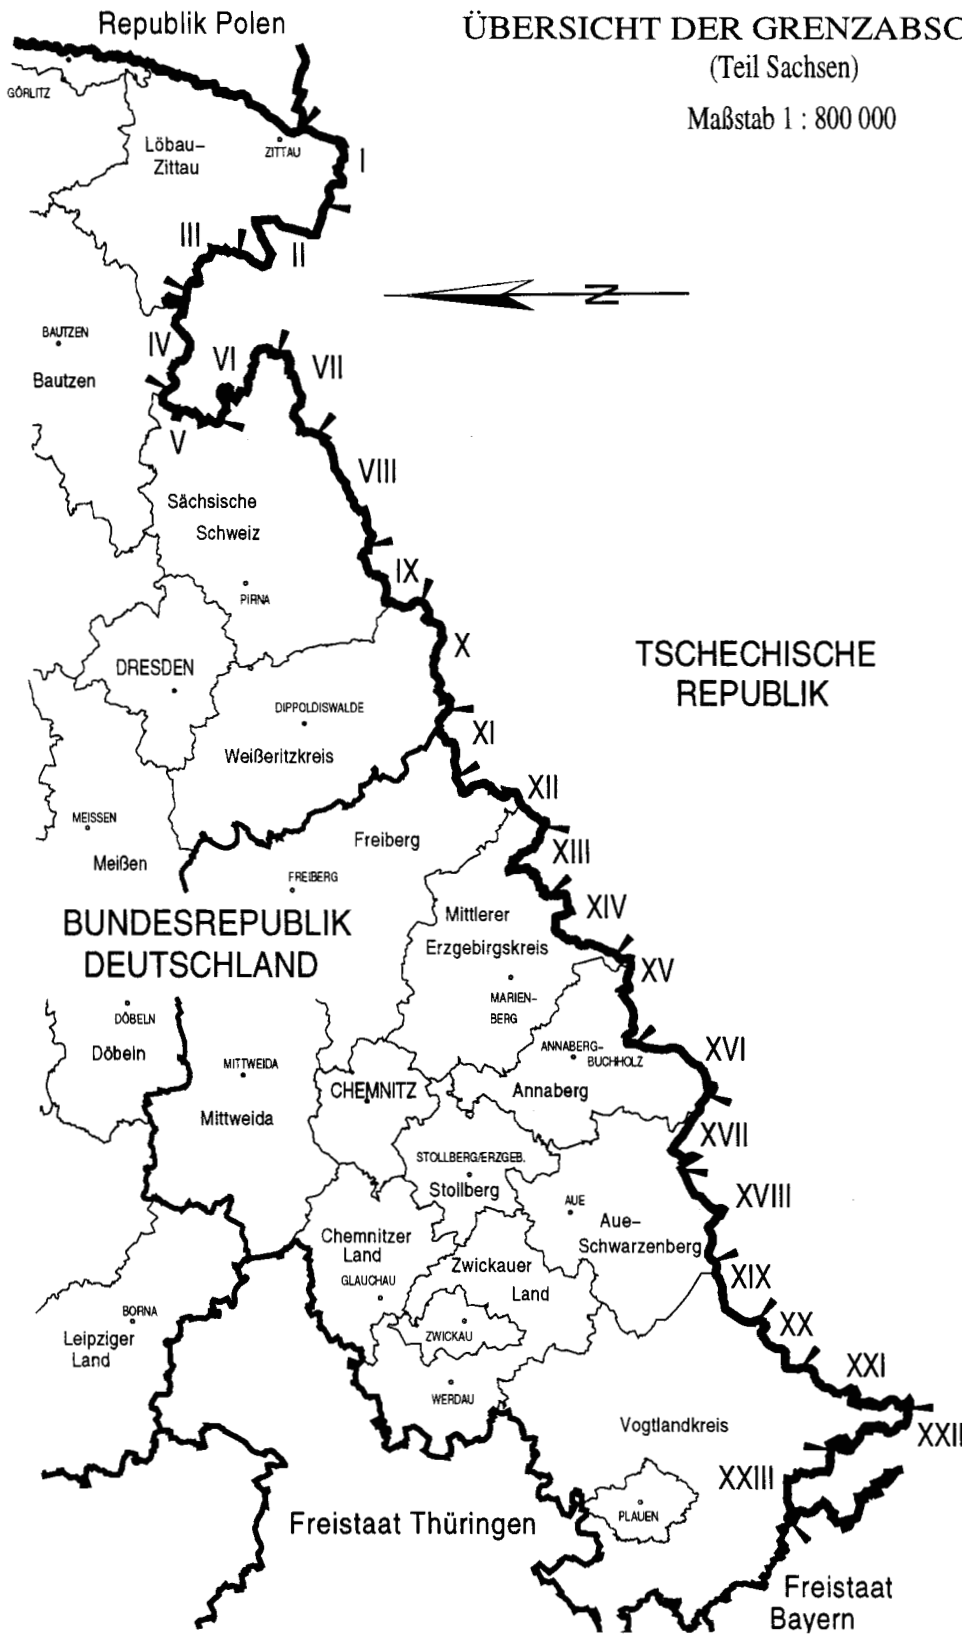 Republik Polen
ÜBERSICHT DER GRENZABSC
(Teil Sachsen)
Maßstab 1 : 800 000
GÖRLITZ
Löbau-
Zittau
ZITTAU
I
II
III
N
IV
BAUTZEN
Bautzen
VI
VII
V
VIII
Sächsische
Schweiz
IX
PIRNA
X
DRESDEN
TSCHECHISCHE
REPUBLIK
DIPPOLDISWALDE
Weißeritzkreis
XI
XII
MEISSEN
Meißen
Freiberg
FREIBERG
XIII
XIV
BUNDESREPUBLIK
DEUTSCHLAND
Mittlerer
Erzgebirgskreis
MARIEN-
BERG
XV
DÖBELN
Döbeln
MITTWEIDA
Mittweida
CHEMNITZ
ANNABERG-
BUCHHOLZ
Annaberg
XVI
XVII
STOLLBERG/ERZGEB.
Stollberg
XVIII
AUE
Aue-
Schwarzenberg
Chemnitzer
Land
GLAUCHAU
Zwickauer
Land
XIX
BORNA
Leipziger
Land
ZWICKAU
XX
WERDAU
XXI
Vogtlandkreis
XXII
XXIII
PLAUEN
Freistaat Thüringen
Freistaat
Bayern